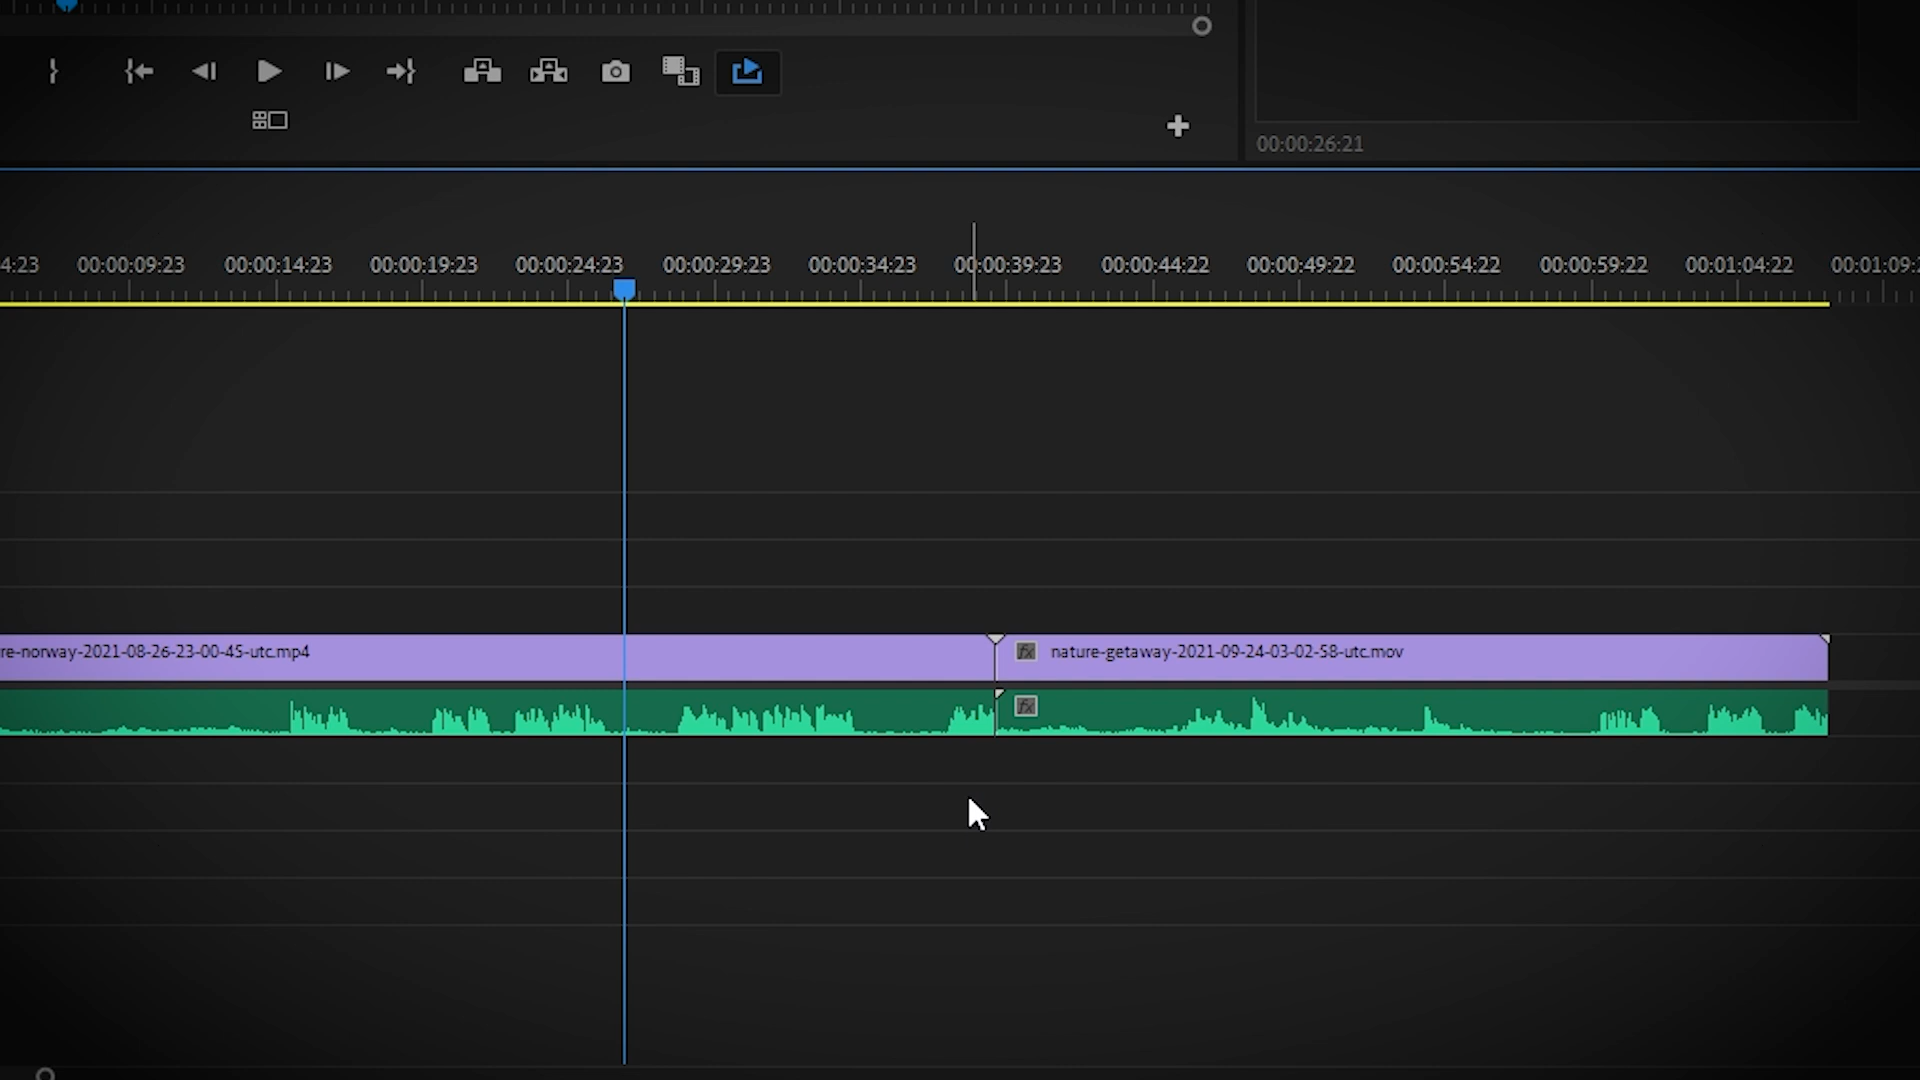 00:00:26:21
4:23 00:00:09:23 00:00:14:23 00:00:19:23 00:00:24:23 00:00:29:23 00:00:34:23 00:00:39:23 00:00:44:22 00:00:49:22 00:00:54:22 00:00:59:22 00:01:04:22 00:01:09:2
re-norway-2021-08-26-23-00-45-utc.mp4 fx nature-getaway-2021-09-24-03-02-58-utc.mov
fx